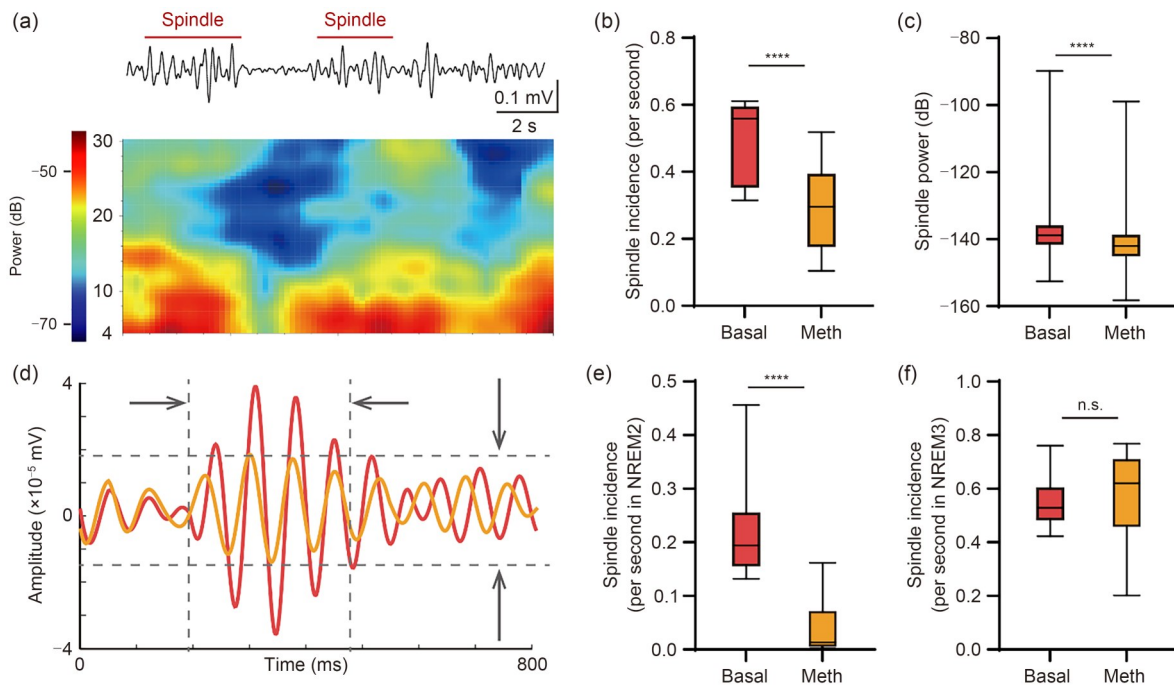 (a)
Spindle
Spindle
0.1 mV
2 s
Power (dB)
−50
−70
30
20
10
4
(b)
Spindle incidence (per second)
0.8
0.6
0.4
0.2
0.0
****
Basal
Meth
(c)
Spindle power (dB)
−80
−100
−120
−140
−160
****
Basal
Meth
(d)
Amplitude (×10⁻⁵ mV)
4
0
−4
0
Time (ms)
800
(e)
Spindle incidence
(per second in NREM2)
0.5
0.4
0.3
0.2
0.1
0.0
****
Basal
Meth
(f)
Spindle incidence
(per second in NREM3)
1.0
0.8
0.6
0.4
0.2
0.0
n.s.
Basal
Meth